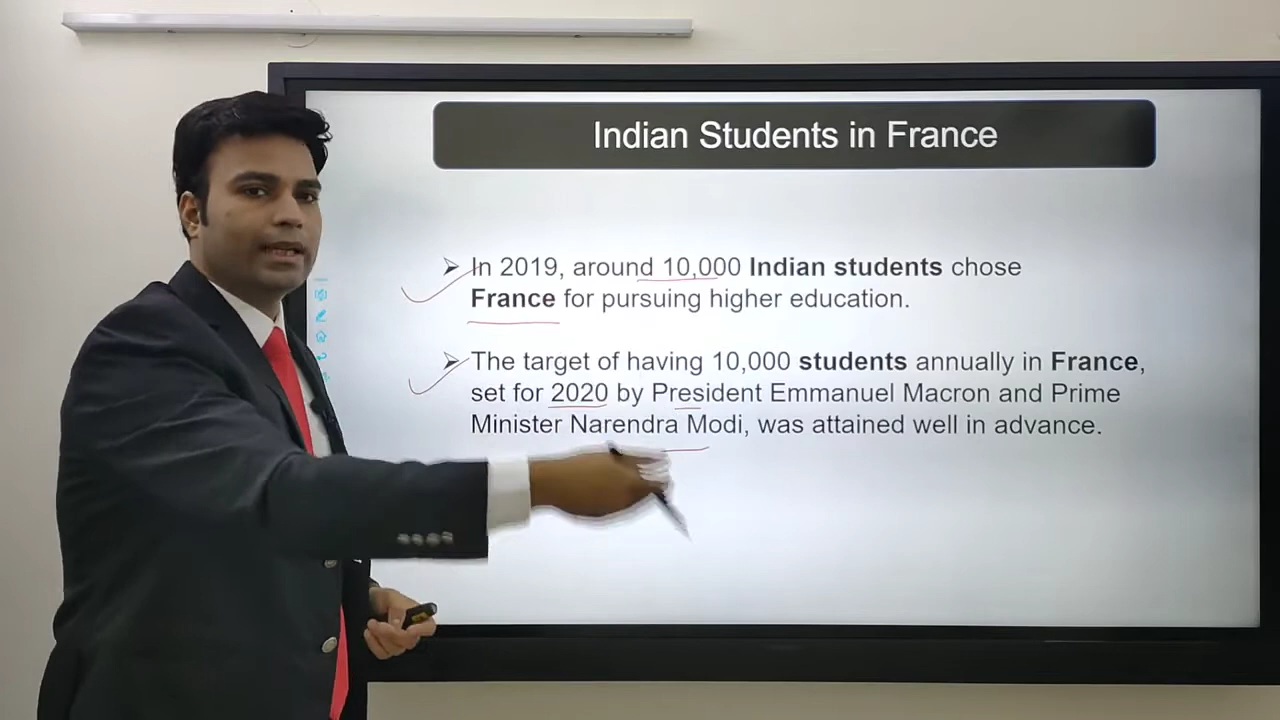 Indian Students in France
➢ In 2019, around 10,000 Indian students chose
France for pursuing higher education.
➢ The target of having 10,000 students annually in France,
set for 2020 by President Emmanuel Macron and Prime
Minister Narendra Modi, was attained well in advance.